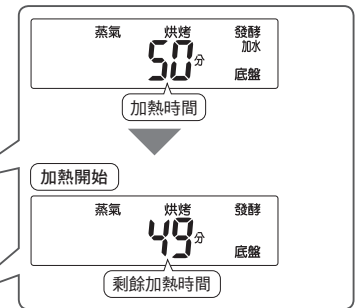 蒸氣 烘烤 發酵
加水
50分
底盤
加熱時間
加熱開始
蒸氣 烘烤 發酵
49分
底盤
剩餘加熱時間